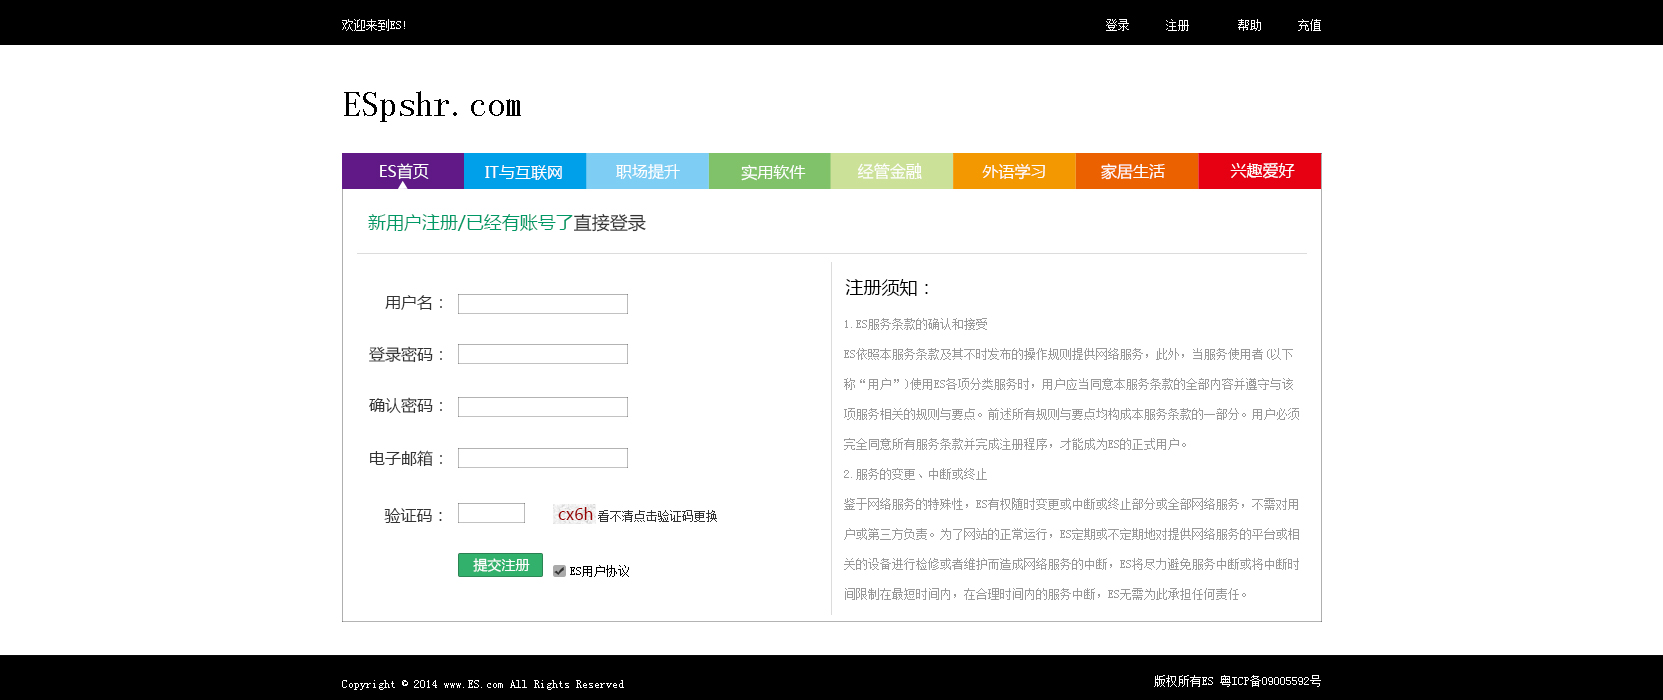 欢迎来到ES!
登录 注册 帮助 充值
ESpshr.com
ES首页 IT与互联网 职场提升 实用软件 经管金融 外语学习 家居生活 兴趣爱好
新用户注册/已经有账号了直接登录
用户名：
登录密码：
确认密码：
电子邮箱：
验证码：
cx6h 看不清点击验证码更换
提交注册
ES用户协议
注册须知：
1.ES服务条款的确认和接受
ES依照本服务条款及其不时发布的操作规则提供网络服务，此外，当服务使用者(以下
称“用户”)使用ES各项分类服务时，用户应当同意本服务条款的全部内容并遵守与该
项服务相关的规则与要点。前述所有规则与要点均构成本服务条款的一部分。用户必须
完全同意所有服务条款并完成注册程序，才能成为ES的正式用户。
2.服务的变更、中断或终止
鉴于网络服务的特殊性，ES有权随时变更或中断或终止部分或全部网络服务，不需对用
户或第三方负责。为了网站的正常运行，ES定期或不定期地对提供网络服务的平台或相
关的设备进行检修或者维护而造成网络服务的中断，ES将尽力避免服务中断或将中断时
间限制在最短时间内，在合理时间内的服务中断，ES无需为此承担任何责任。
Copyright © 2014 www.ES.com All Rights Reserved
版权所有ES 粤ICP备09005592号